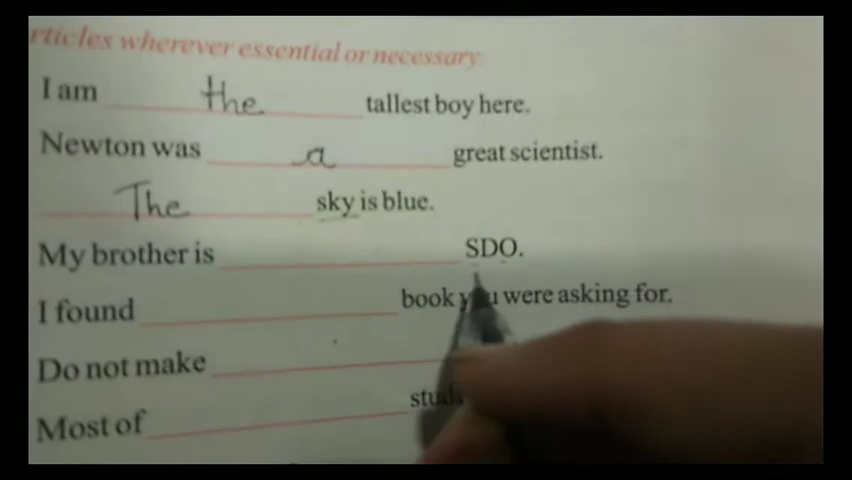 rticles wherever essential or necessary.
I am the tallest boy here.
Newton was a great scientist.
The sky is blue.
My brother is SDO.
I found book you were asking for.
Do not make
Most of